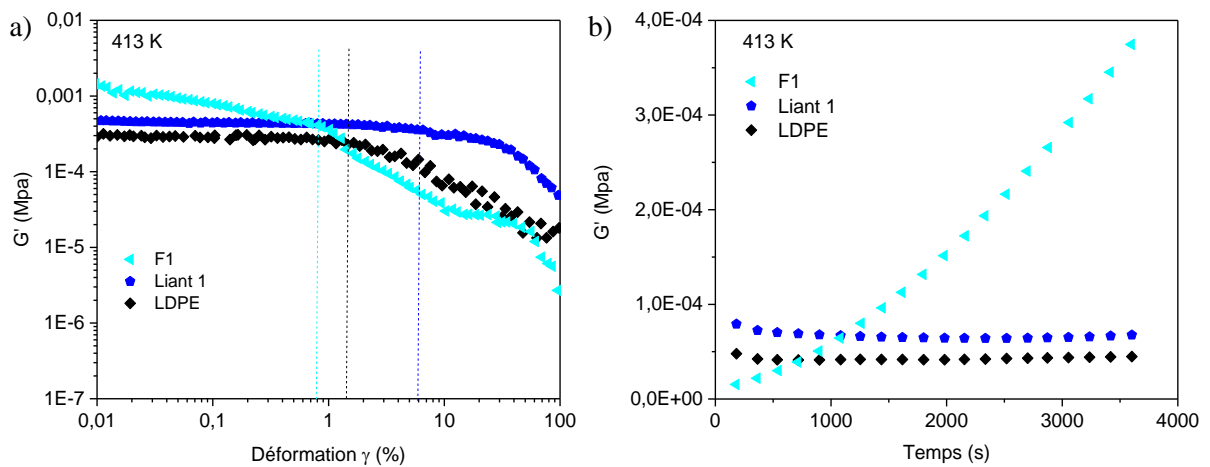 a)
413 K
0,01
0,001
1E-4
1E-5
1E-6
1E-7
G' (Mpa)
F1
Liant 1
LDPE
0,01 0,1 1 10 100
Déformation γ (%)
b)
413 K
F1
Liant 1
LDPE
4,0E-04
3,0E-04
2,0E-04
1,0E-04
0,0E+00
G' (Mpa)
0 1000 2000 3000 4000
Temps (s)